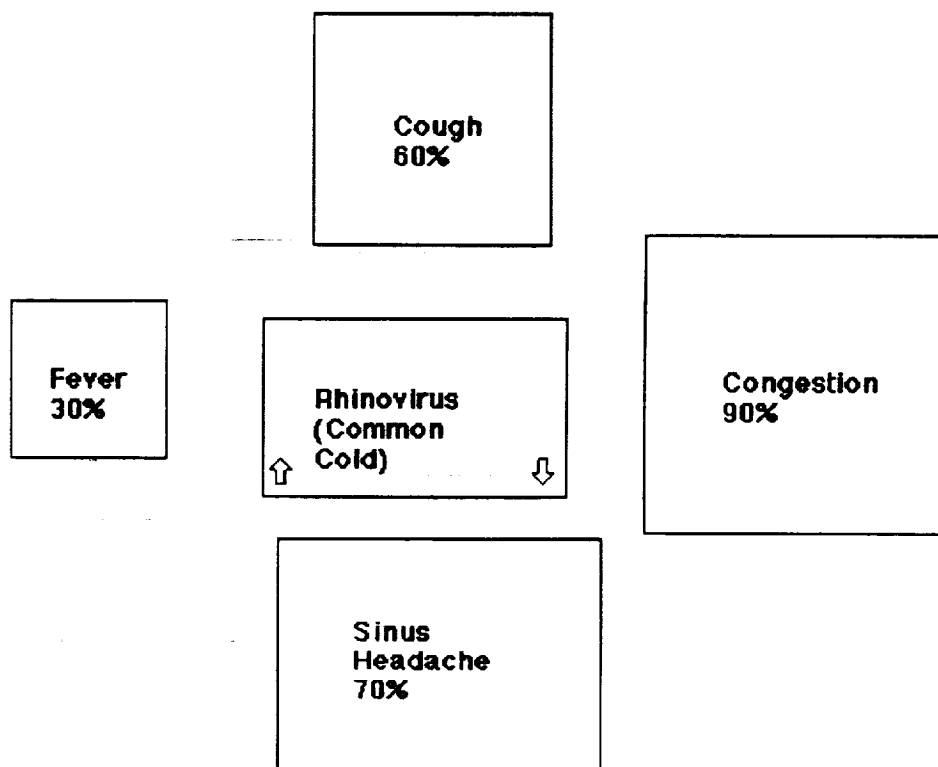 Cough
60%
Fever
30%
Rhinovirus
(Common
Cold)
Congestion
90%
Sinus
Headache
70%